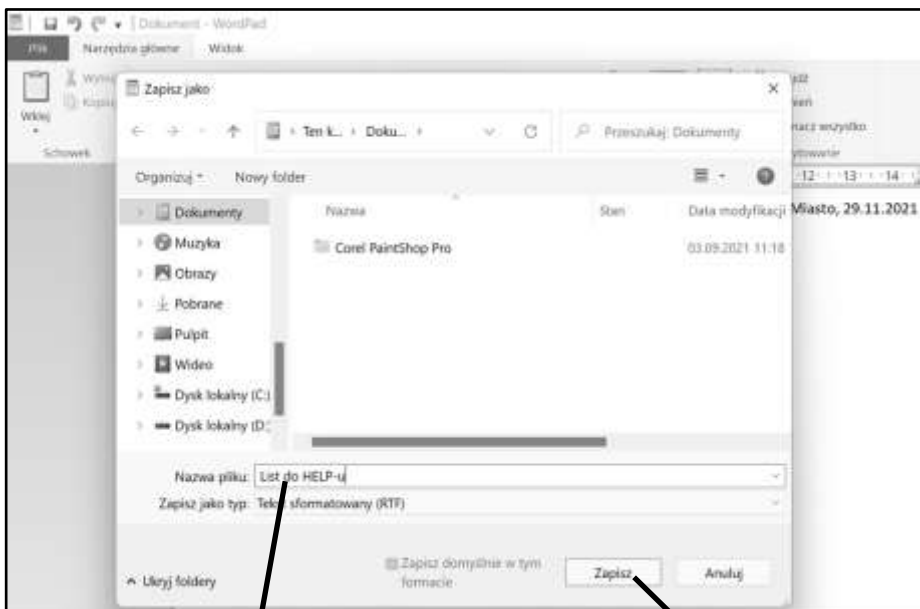 Dokument - WordPad
Plik Narzędzia główne Widok
Wklej
Schowek
Zapisz jako
Ten k... › Doku... ›
Przeszukaj: Dokumenty
Organizuj Nowy folder
12 13 14
Miasto, 29.11.2021
Nazwa Stan Data modyfikacji
Dokumenty
Muzyka
Obrazy
Pobrane
Pulpit
Wideo
Dysk lokalny (C:)
Dysk lokalny (D:
Corel PaintShop Pro 03.09.2021 11:18
Nazwa pliku: List do HELP-u
Zapisz jako typ: Tekst sformatowany (RTF)
Ukryj foldery
Zapisz domyślnie w tym
formacie
Zapisz Anuluj